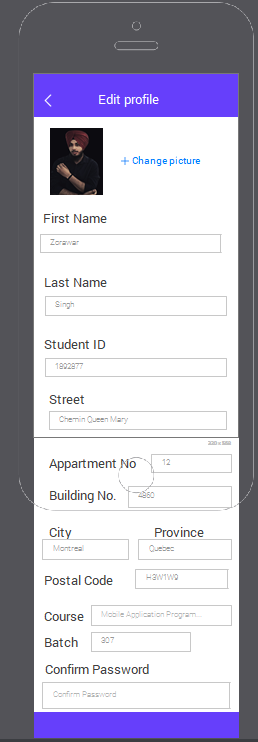 Edit profile
+ Change picture
First Name
Zorawar
Last Name
Singh
Student ID
1892877
Street
Chemin Queen Mary
Appartment No 12
Building No. 4860
City Province
Montreal Quebec
Postal Code H3W1W9
Course Mobile Application Program...
Batch 307
Confirm Password
Confirm Password